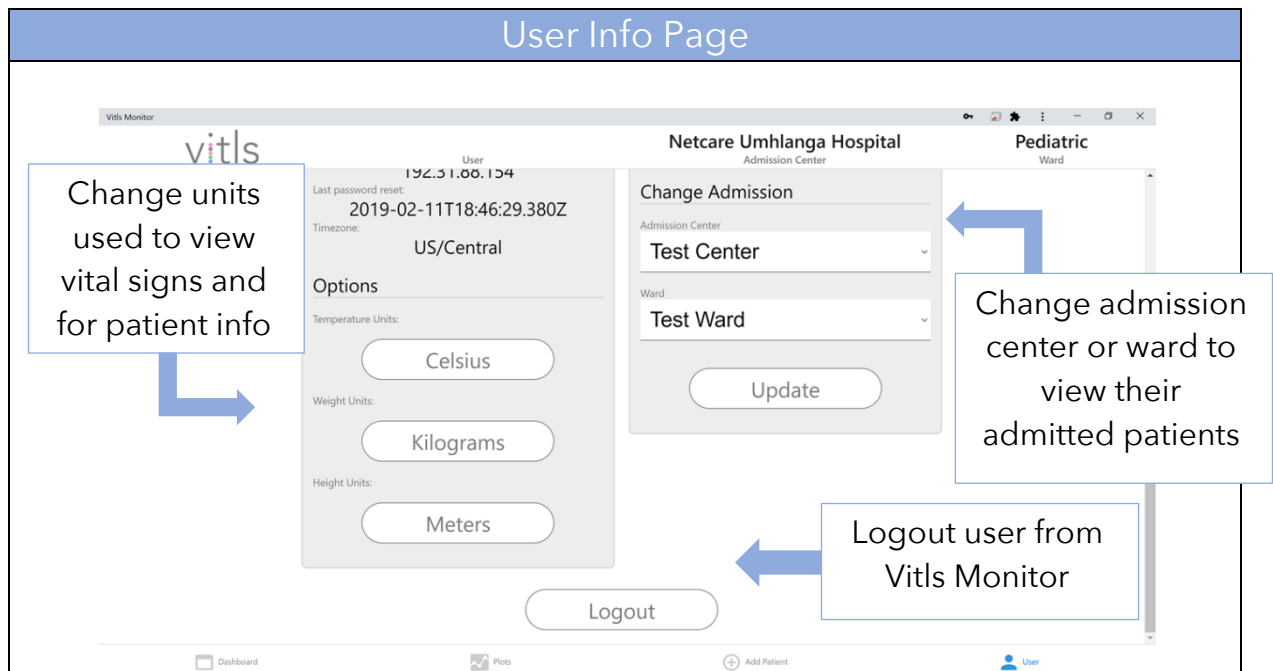 User Info Page
Vitls Monitor
vitls
User
Netcare Umhlanga Hospital
Admission Center
Pediatric
Ward
Change units
used to view
vital signs and
for patient info
192.31.88.154
Last password reset:
2019-02-11T18:46:29.380Z
Timezone:
US/Central
Options
Temperature Units:
Celsius
Weight Units:
Kilograms
Height Units:
Meters
Change Admission
Admission Center
Test Center
Ward
Test Ward
Update
Change admission
center or ward to
view their
admitted patients
Logout user from
Vitls Monitor
Logout
Dashboard
Plots
Add Patient
User